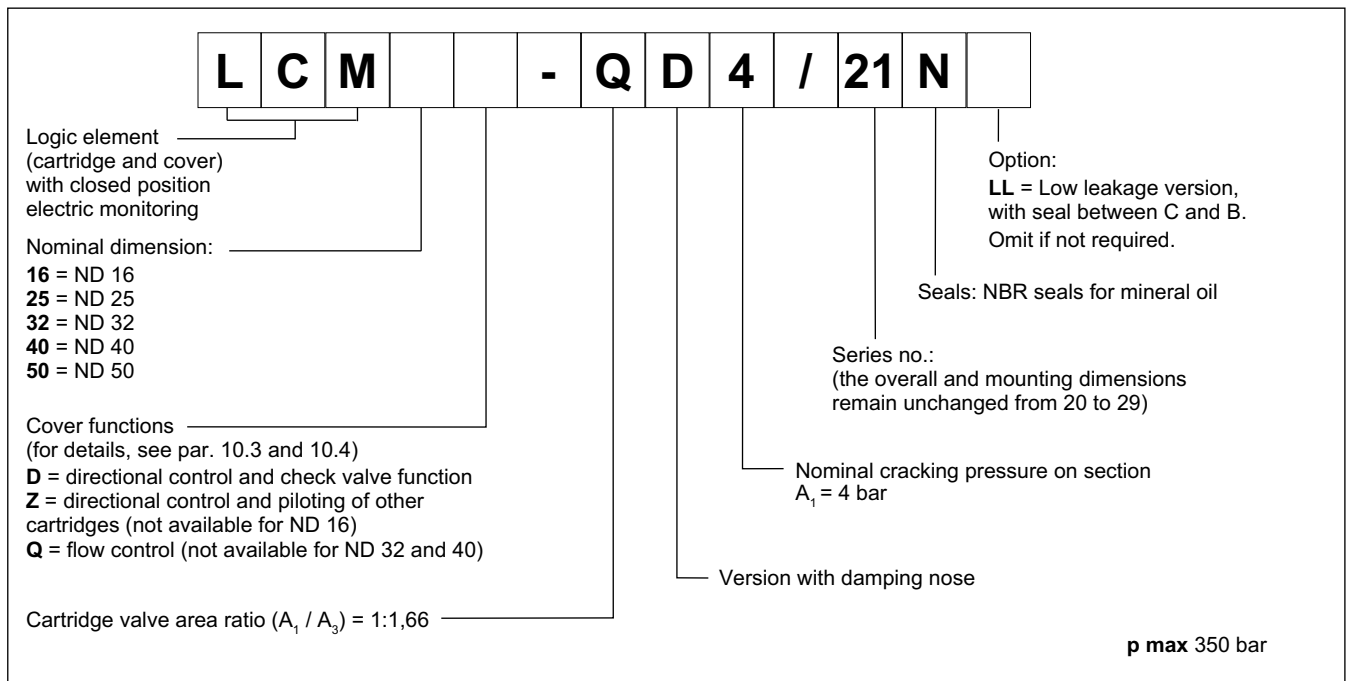 L C M - Q D 4 / 21 N
Logic element
(cartridge and cover)
with closed position
electric monitoring
Nominal dimension:
16 = ND 16
25 = ND 25
32 = ND 32
40 = ND 40
50 = ND 50
Cover functions
(for details, see par. 10.3 and 10.4)
D = directional control and check valve function
Z = directional control and piloting of other
cartridges (not available for ND 16)
Q = flow control (not available for ND 32 and 40)
Cartridge valve area ratio (A₁ / A₃) = 1:1,66
Option:
LL = Low leakage version,
with seal between C and B.
Omit if not required.
Seals: NBR seals for mineral oil
Series no.:
(the overall and mounting dimensions
remain unchanged from 20 to 29)
Nominal cracking pressure on section
A₁ = 4 bar
Version with damping nose
p max 350 bar